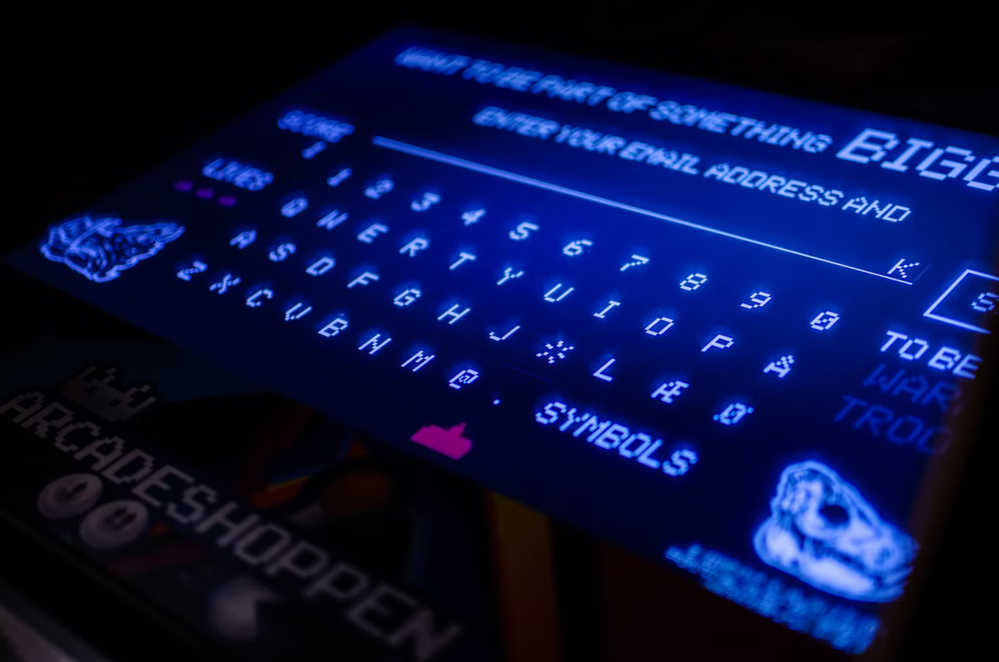 WANT TO BE PART OF SOMETHING BIGG
ENTER YOUR EMAIL ADDRESS AND
SCORE
1
LIVES
K
1 2 3 4 5 6 7 8 9 0
Q W E R T Y U I O P Å
A S D F G H J L Æ Ø
Z X C V B N M @ .
SYMBOLS
S
TO BE
WAR
TROO
ARCADESHOPPEN